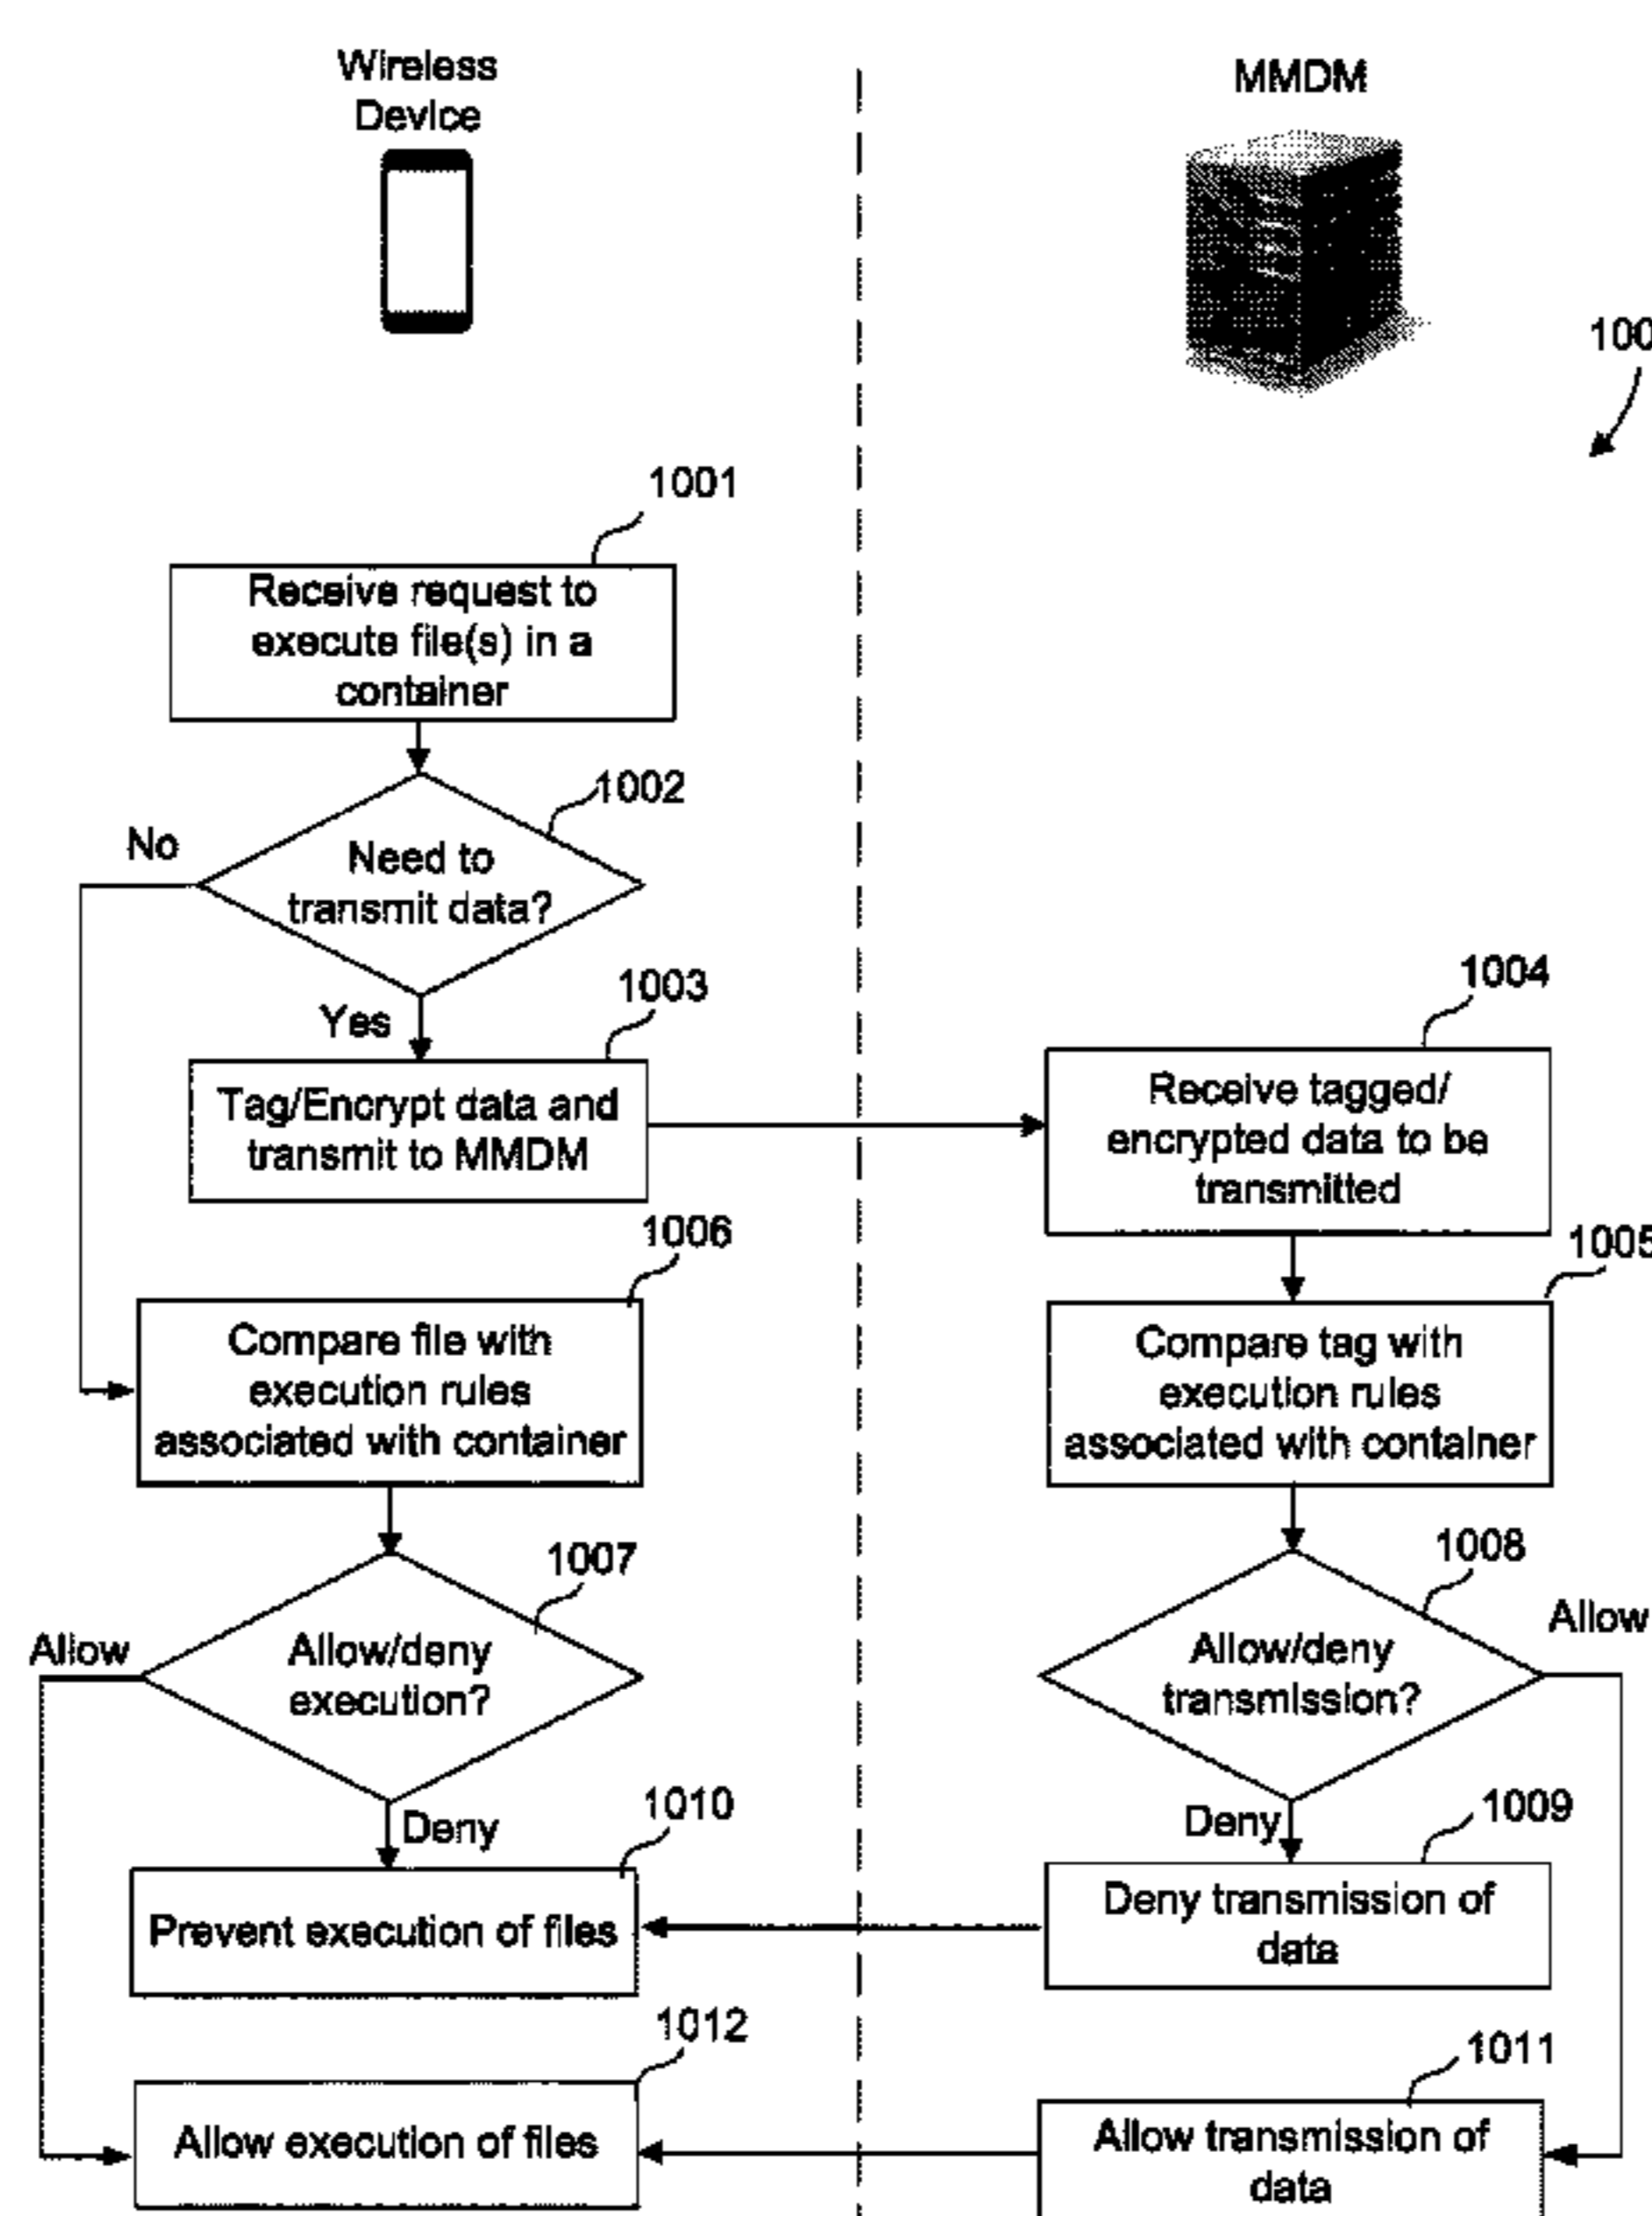 Wireless
Device
MMDM
100
1001
Receive request to
execute file(s) in a
container
1002
No
Need to
transmit data?
Yes
1003
Tag/Encrypt data and
transmit to MMDM
1004
Receive tagged/
encrypted data to be
transmitted
1006
Compare file with
execution rules
associated with container
1005
Compare tag with
execution rules
associated with container
1007
Allow
Allow/deny
execution?
Deny
1008
Allow
Allow/deny
transmission?
Deny
1010
Prevent execution of files
1009
Deny transmission of
data
1012
Allow execution of files
1011
Allow transmission of
data